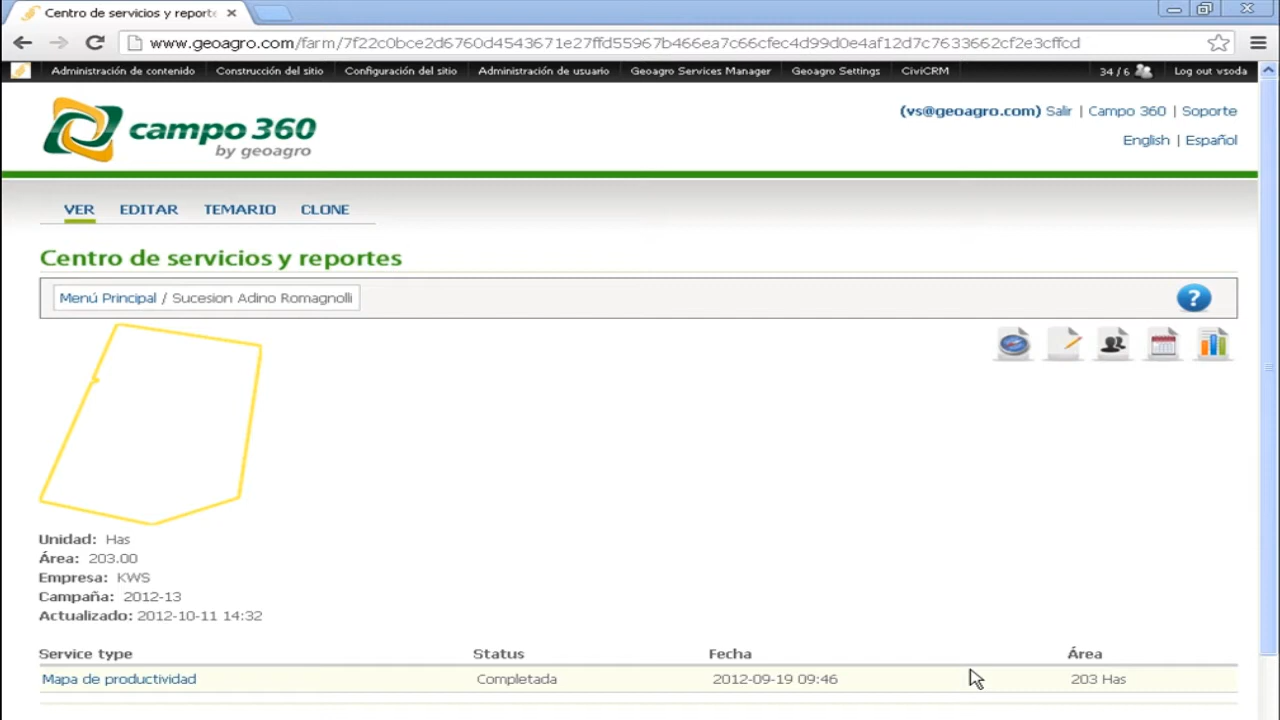 Centro de servicios y reporte
www.geoagro.com/farm/7f22c0bce2d6760d4543671e27ffd55967b466ea7c66cfec4d99d0e4af12d7c7633662cf2e3cffcd
Administración de contenido Construcción del sitio Configuración del sitio Administración de usuario Geoagro Services Manager Geoagro Settings CiviCRM 34 / 6 Log out vsoda
campo 360
by geoagro
(vs@geoagro.com) Salir | Campo 360 | Soporte
English | Español
VER EDITAR TEMARIO CLONE
Centro de servicios y reportes
Menú Principal / Sucesion Adino Romagnolli ?
Unidad: Has
Área: 203.00
Empresa: KWS
Campaña: 2012-13
Actualizado: 2012-10-11 14:32
Service type Status Fecha Área
Mapa de productividad Completada 2012-09-19 09:46 203 Has